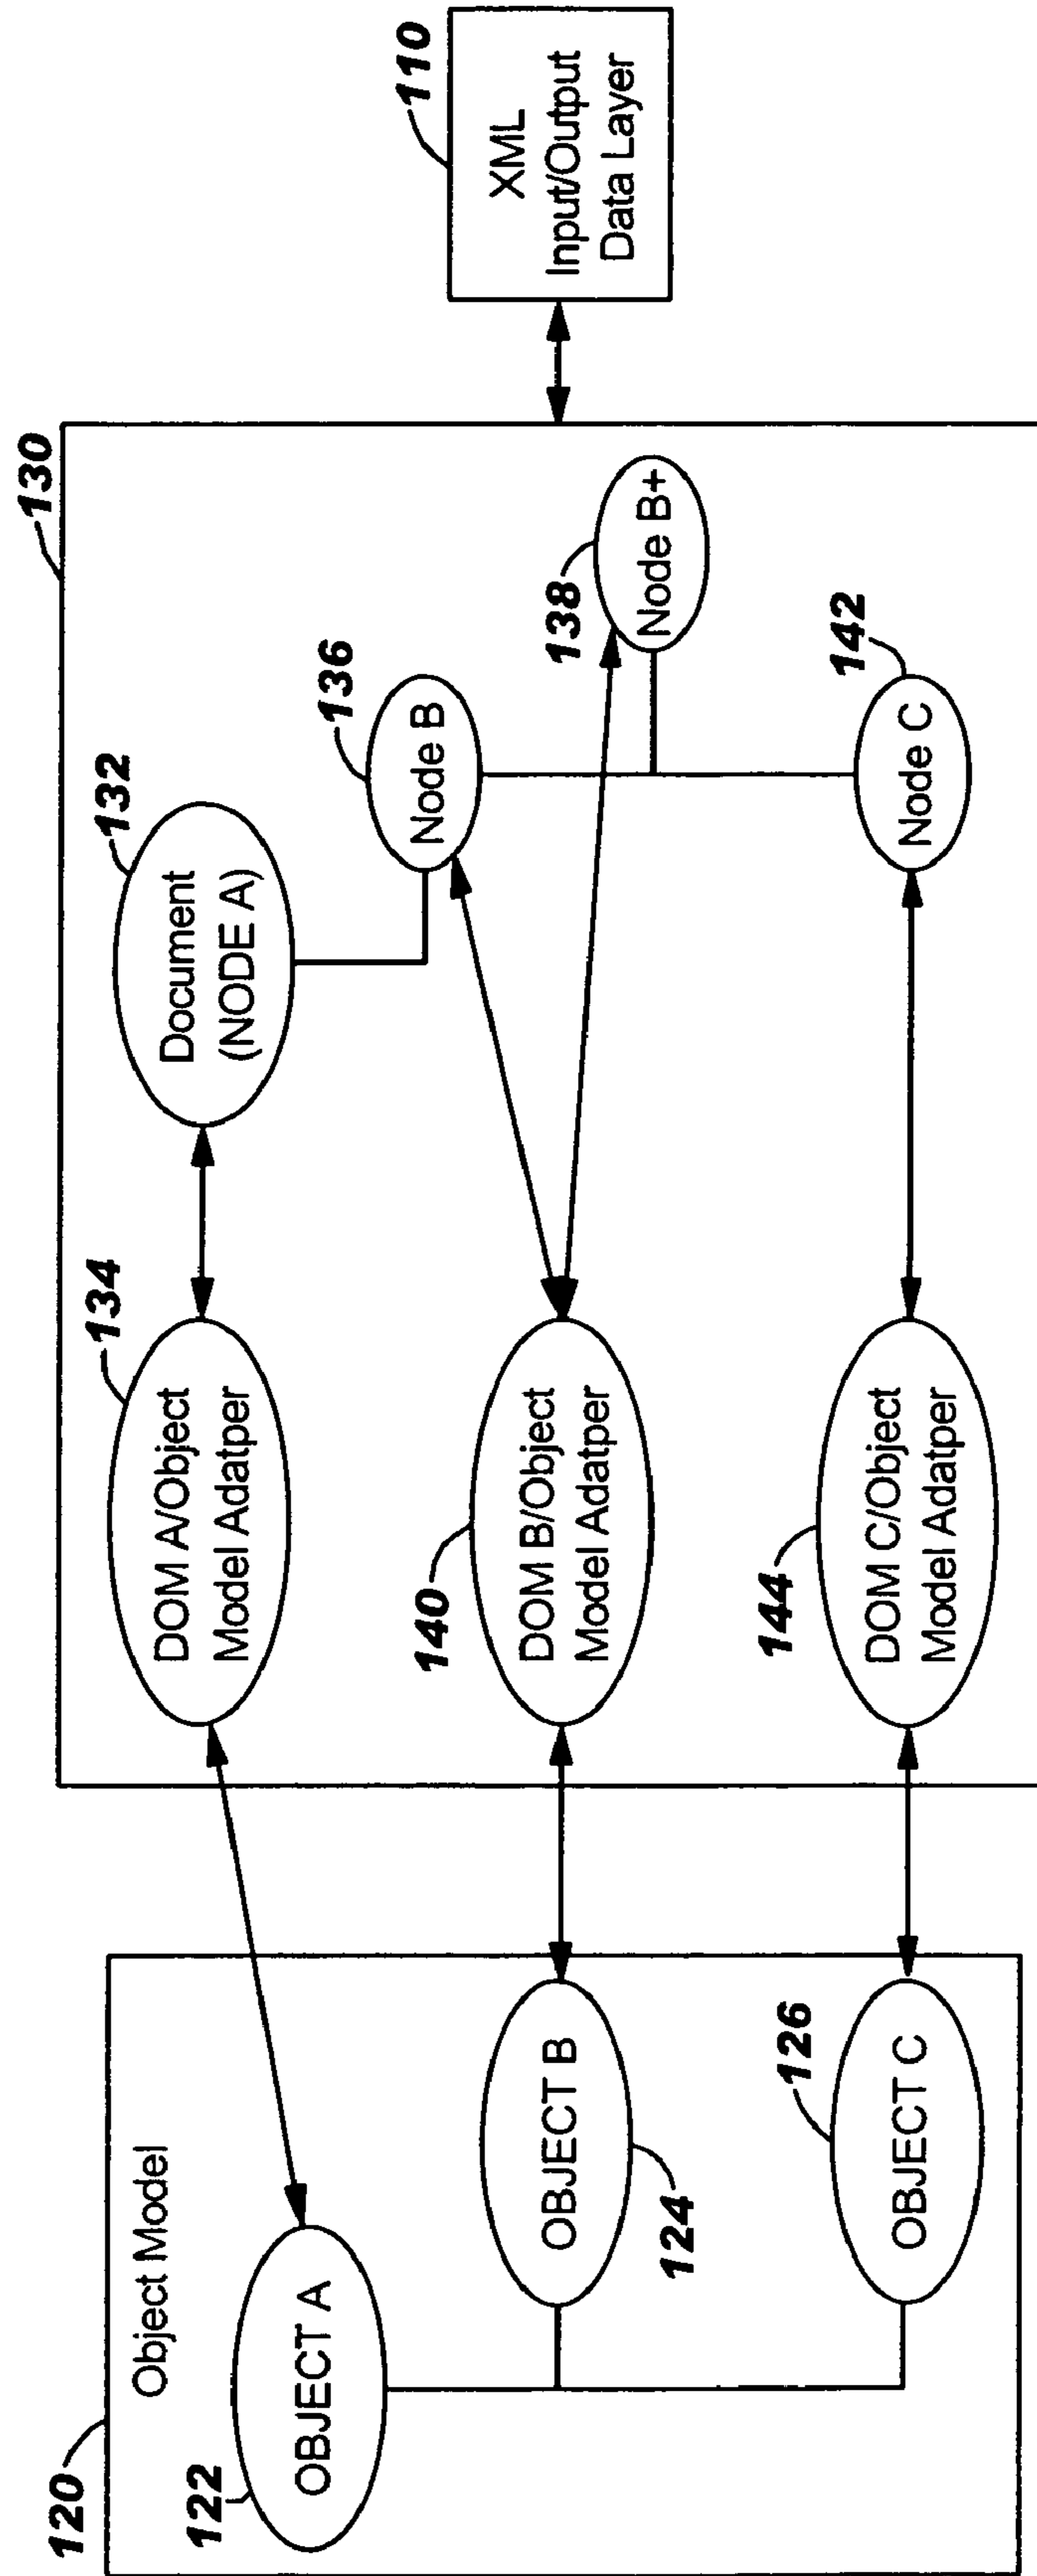 120
Object Model
122
OBJECT A
OBJECT B
124
126
OBJECT C
130
134
DOM A/Object
Model Adatper
132
Document
(NODE A)
140
DOM B/Object
Model Adatper
136
Node B
138
Node B+
144
DOM C/Object
Model Adatper
142
Node C
110
XML
Input/Output
Data Layer